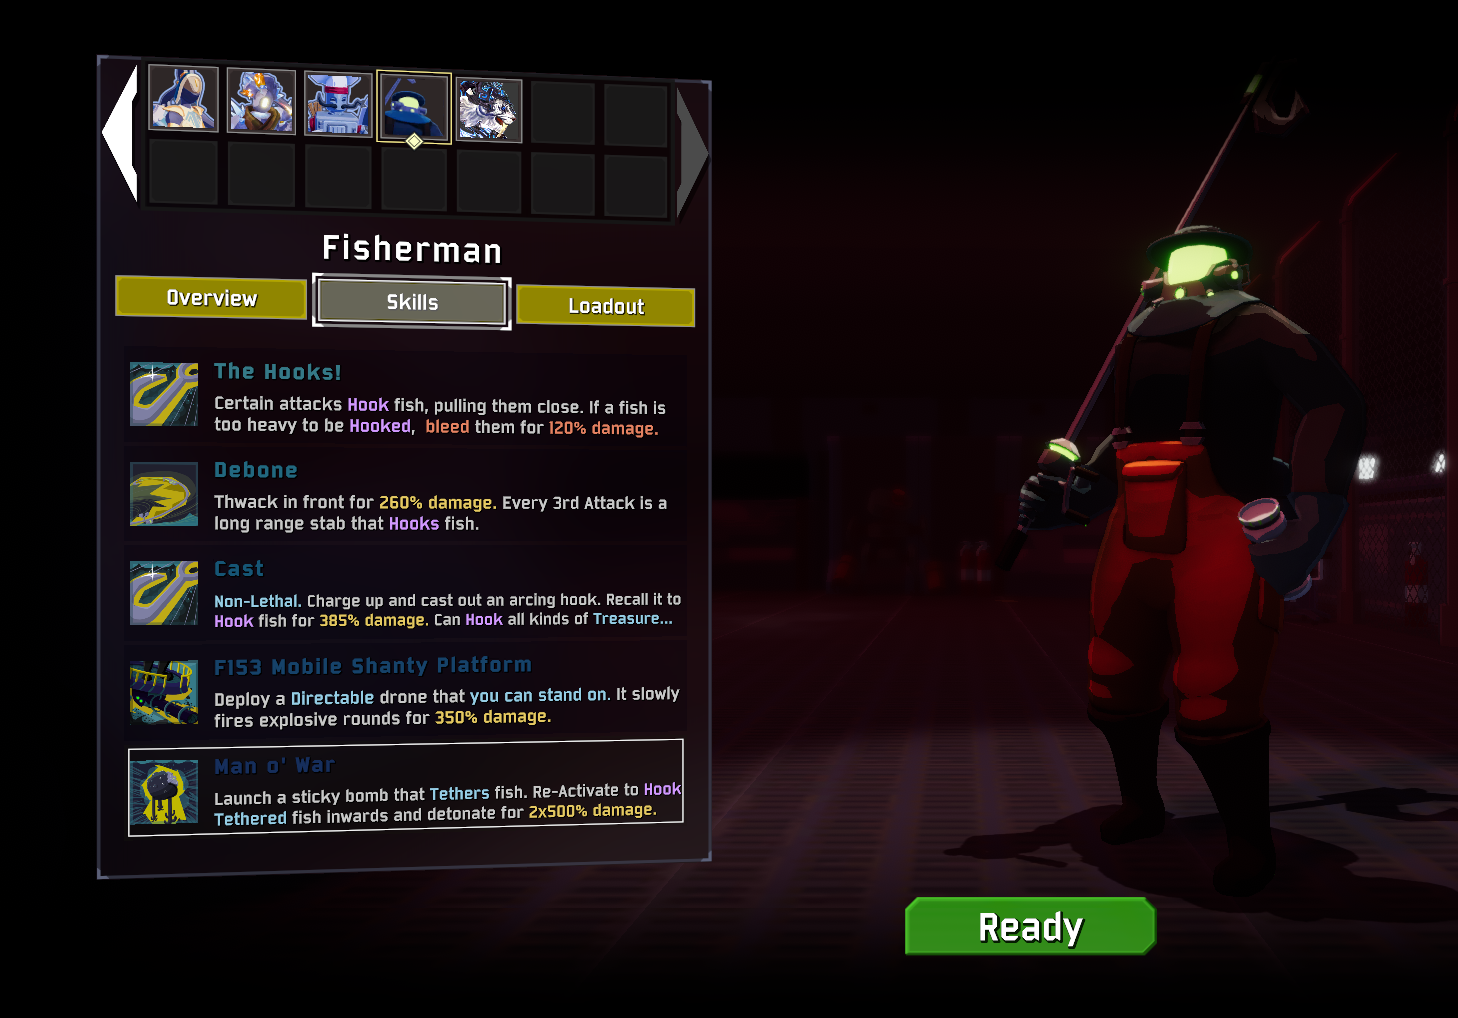 Fisherman
Overview
Skills
Loadout
The Hooks!
Certain attacks Hook fish, pulling them close. If a fish is
too heavy to be Hooked, bleed them for 120% damage.
Debone
Thwack in front for 260% damage. Every 3rd Attack is a
long range stab that Hooks fish.
Cast
Non-Lethal. Charge up and cast out an arcing hook. Recall it to
Hook fish for 385% damage. Can Hook all kinds of Treasure...
F153 Mobile Shanty Platform
Deploy a Directable drone that you can stand on. It slowly
fires explosive rounds for 350% damage.
Man o' War
Launch a sticky bomb that Tethers fish. Re-Activate to Hook
Tethered fish inwards and detonate for 2x500% damage.
Ready